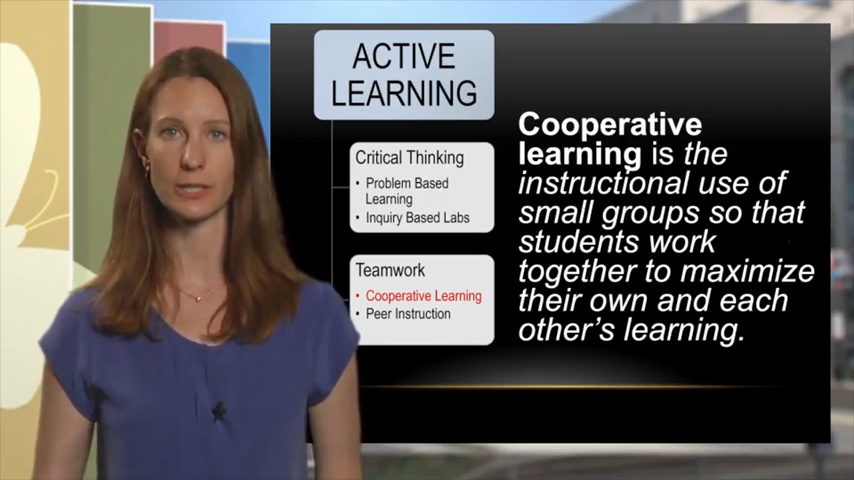 ACTIVE
LEARNING
Critical Thinking
• Problem Based
Learning
• Inquiry Based Labs
Teamwork
• Cooperative Learning
• Peer Instruction
Cooperative
learning is the
instructional use of
small groups so that
students work
together to maximize
their own and each
other's learning.